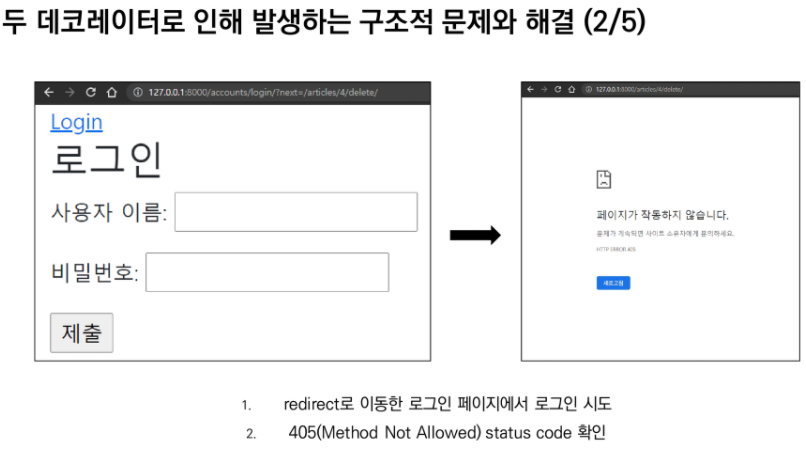 두 데코레이터로 인해 발생하는 구조적 문제와 해결 (2/5)
127.0.0.1:8000/accounts/login/?next=/articles/4/delete/
Login
로그인
사용자 이름:
비밀번호:
제출
127.0.0.1:8000/articles/4/delete/
페이지가 작동하지 않습니다.
문제가 계속되면 사이트 소유자에게 문의하세요.
HTTP ERROR 405
새로고침
1. redirect로 이동한 로그인 페이지에서 로그인 시도
2. 405(Method Not Allowed) status code 확인